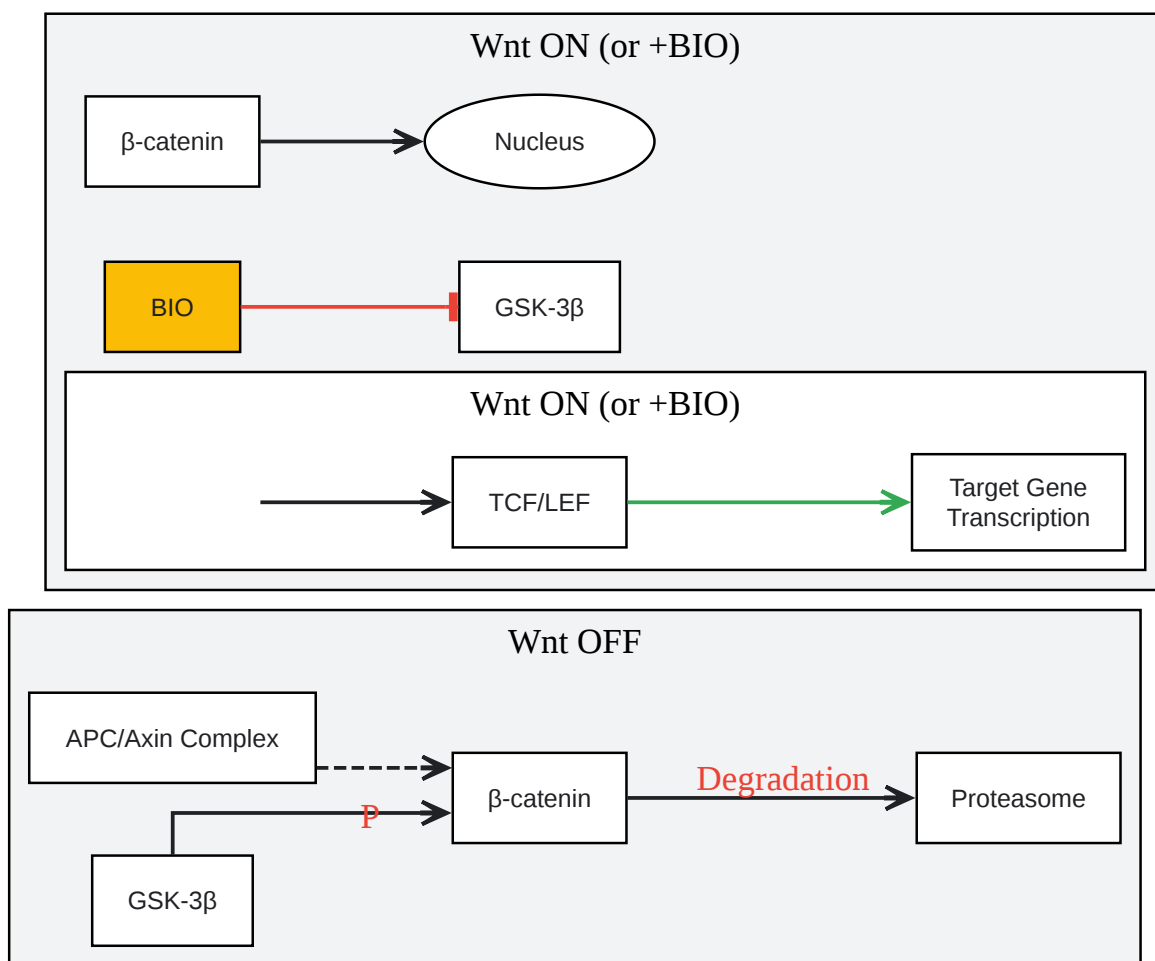 Wnt ON (or +BIO)
β-catenin
Nucleus
BIO
GSK-3β
Wnt ON (or +BIO)
TCF/LEF
Target Gene
Transcription
Wnt OFF
APC/Axin Complex
P
β-catenin
Degradation
Proteasome
GSK-3β